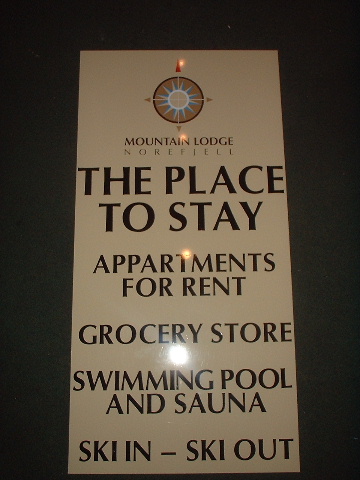 MOUNTAIN LODGE
NOREFJELL
THE PLACE
TO STAY
APPARTMENTS
FOR RENT
GROCERY STORE
SWIMMING POOL
AND SAUNA
SKI IN – SKI OUT